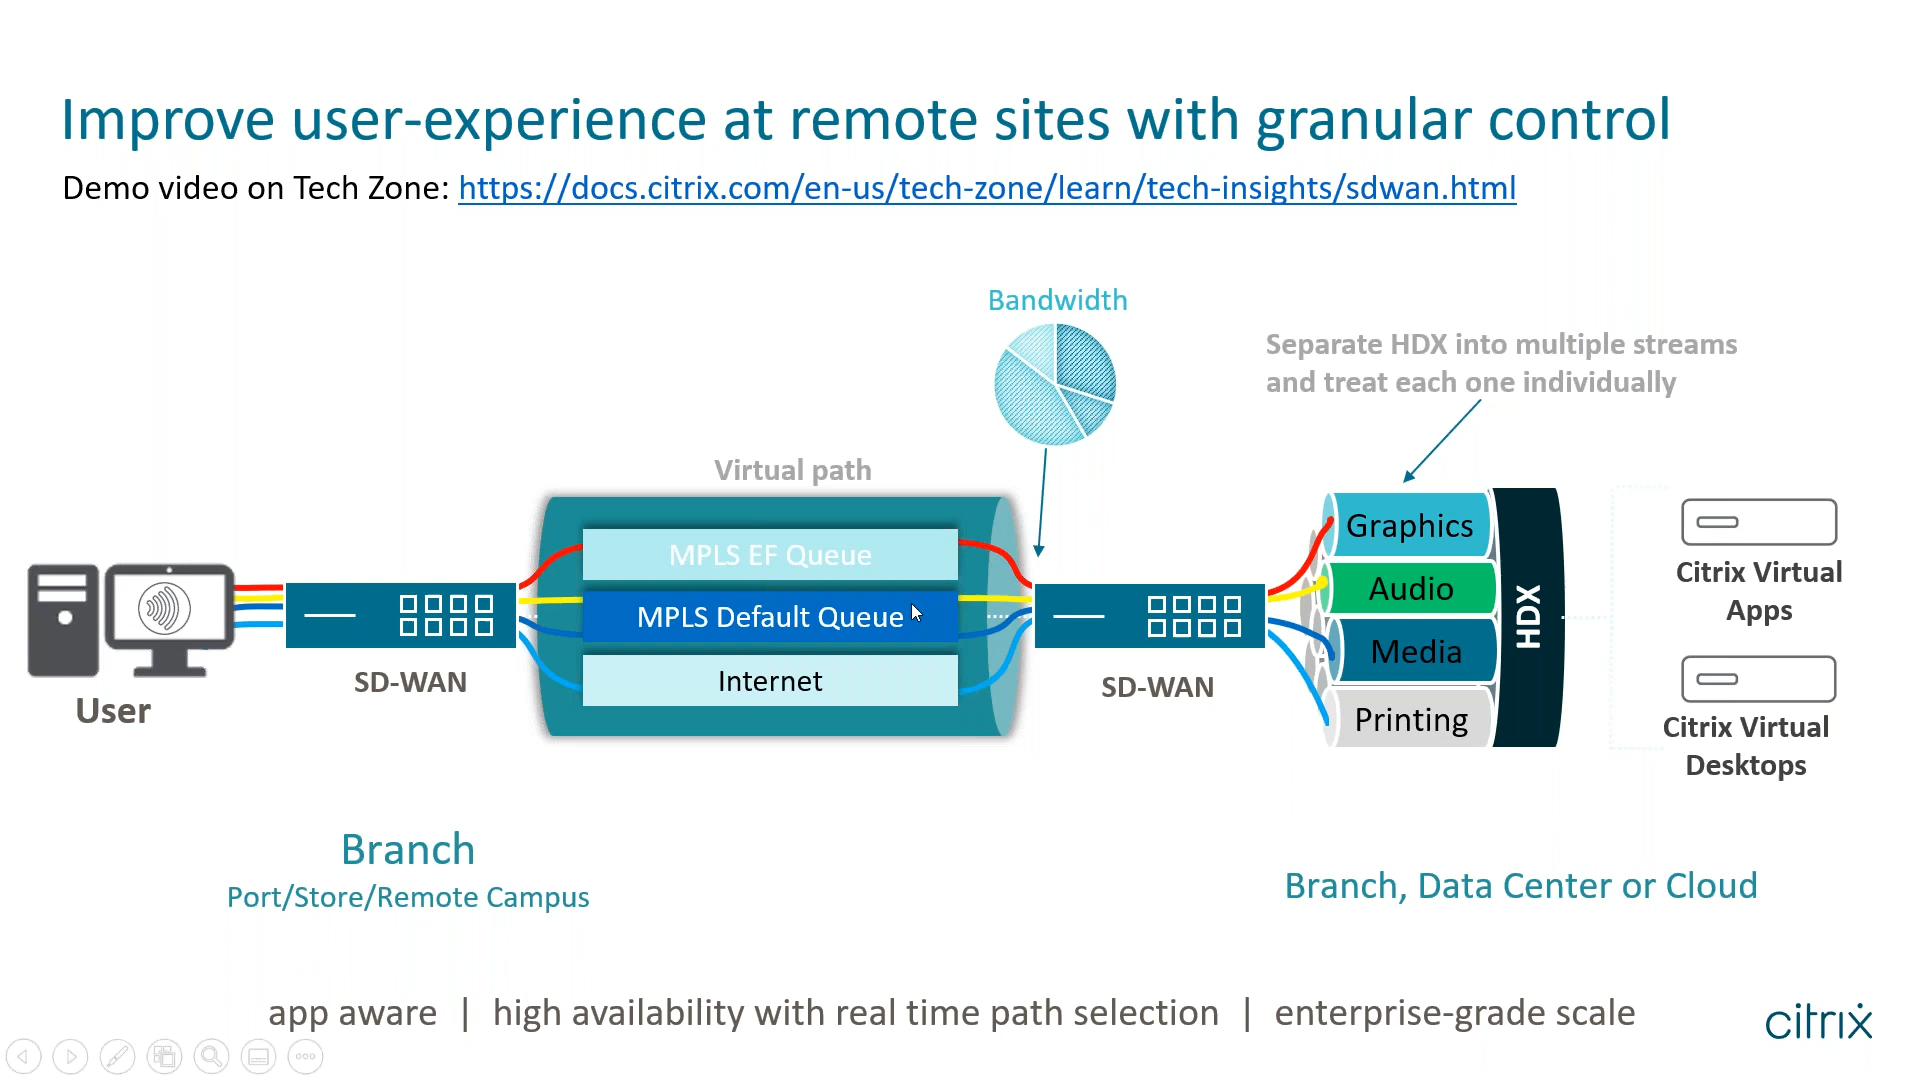 Improve user-experience at remote sites with granular control
Demo video on Tech Zone: https://docs.citrix.com/en-us/tech-zone/learn/tech-insights/sdwan.html
Bandwidth
Separate HDX into multiple streams
and treat each one individually
Virtual path
MPLS EF Queue
MPLS Default Queue
Internet
User
SD-WAN
SD-WAN
Graphics
Audio
Media
Printing
HDX
Citrix Virtual
Apps
Citrix Virtual
Desktops
Branch
Port/Store/Remote Campus
Branch, Data Center or Cloud
app aware | high availability with real time path selection | enterprise-grade scale
citrix